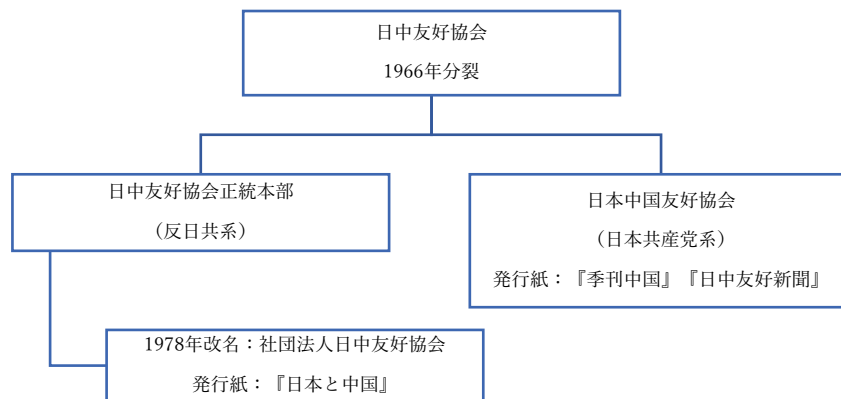 日中友好協会
1966年分裂
日中友好協会正統本部
（反日共系）
日本中国友好協会
（日本共産党系）
発行紙：『季刊中国』『日中友好新聞』
1978年改名：社団法人日中友好協会
発行紙：『日本と中国』